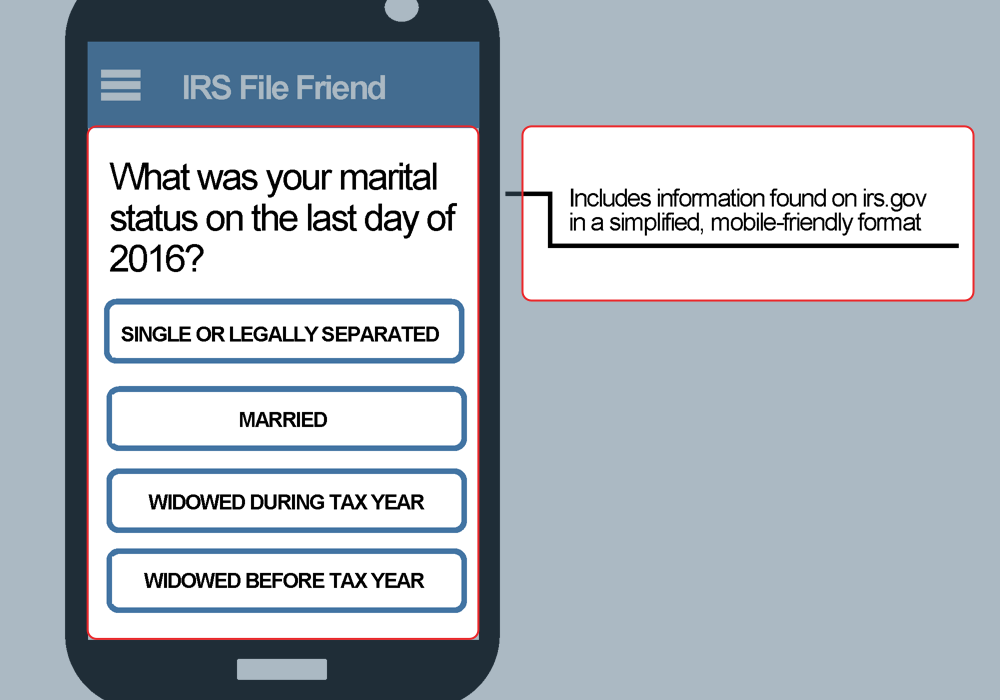 IRS File Friend
What was your marital
status on the last day of
2016?
SINGLE OR LEGALLY SEPARATED
MARRIED
WIDOWED DURING TAX YEAR
WIDOWED BEFORE TAX YEAR
Includes information found on irs.gov
in a simplified, mobile-friendly format